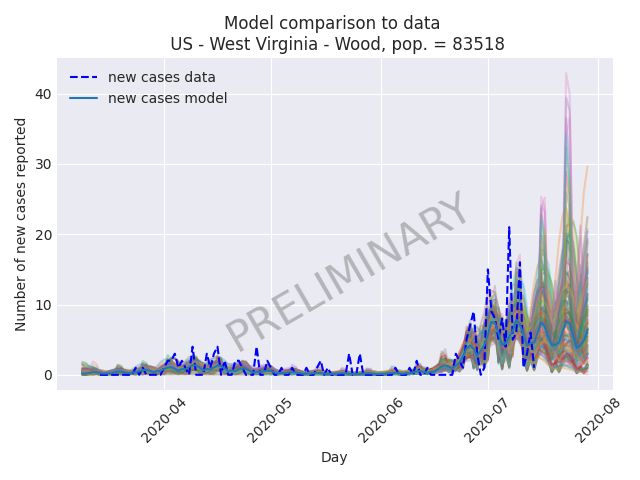 Model comparison to data
US - West Virginia - Wood, pop. = 83518
new cases data
new cases model
Number of new cases reported
40
30
20
10
0
PRELIMINARY
2020-04
2020-05
2020-06
2020-07
2020-08
Day